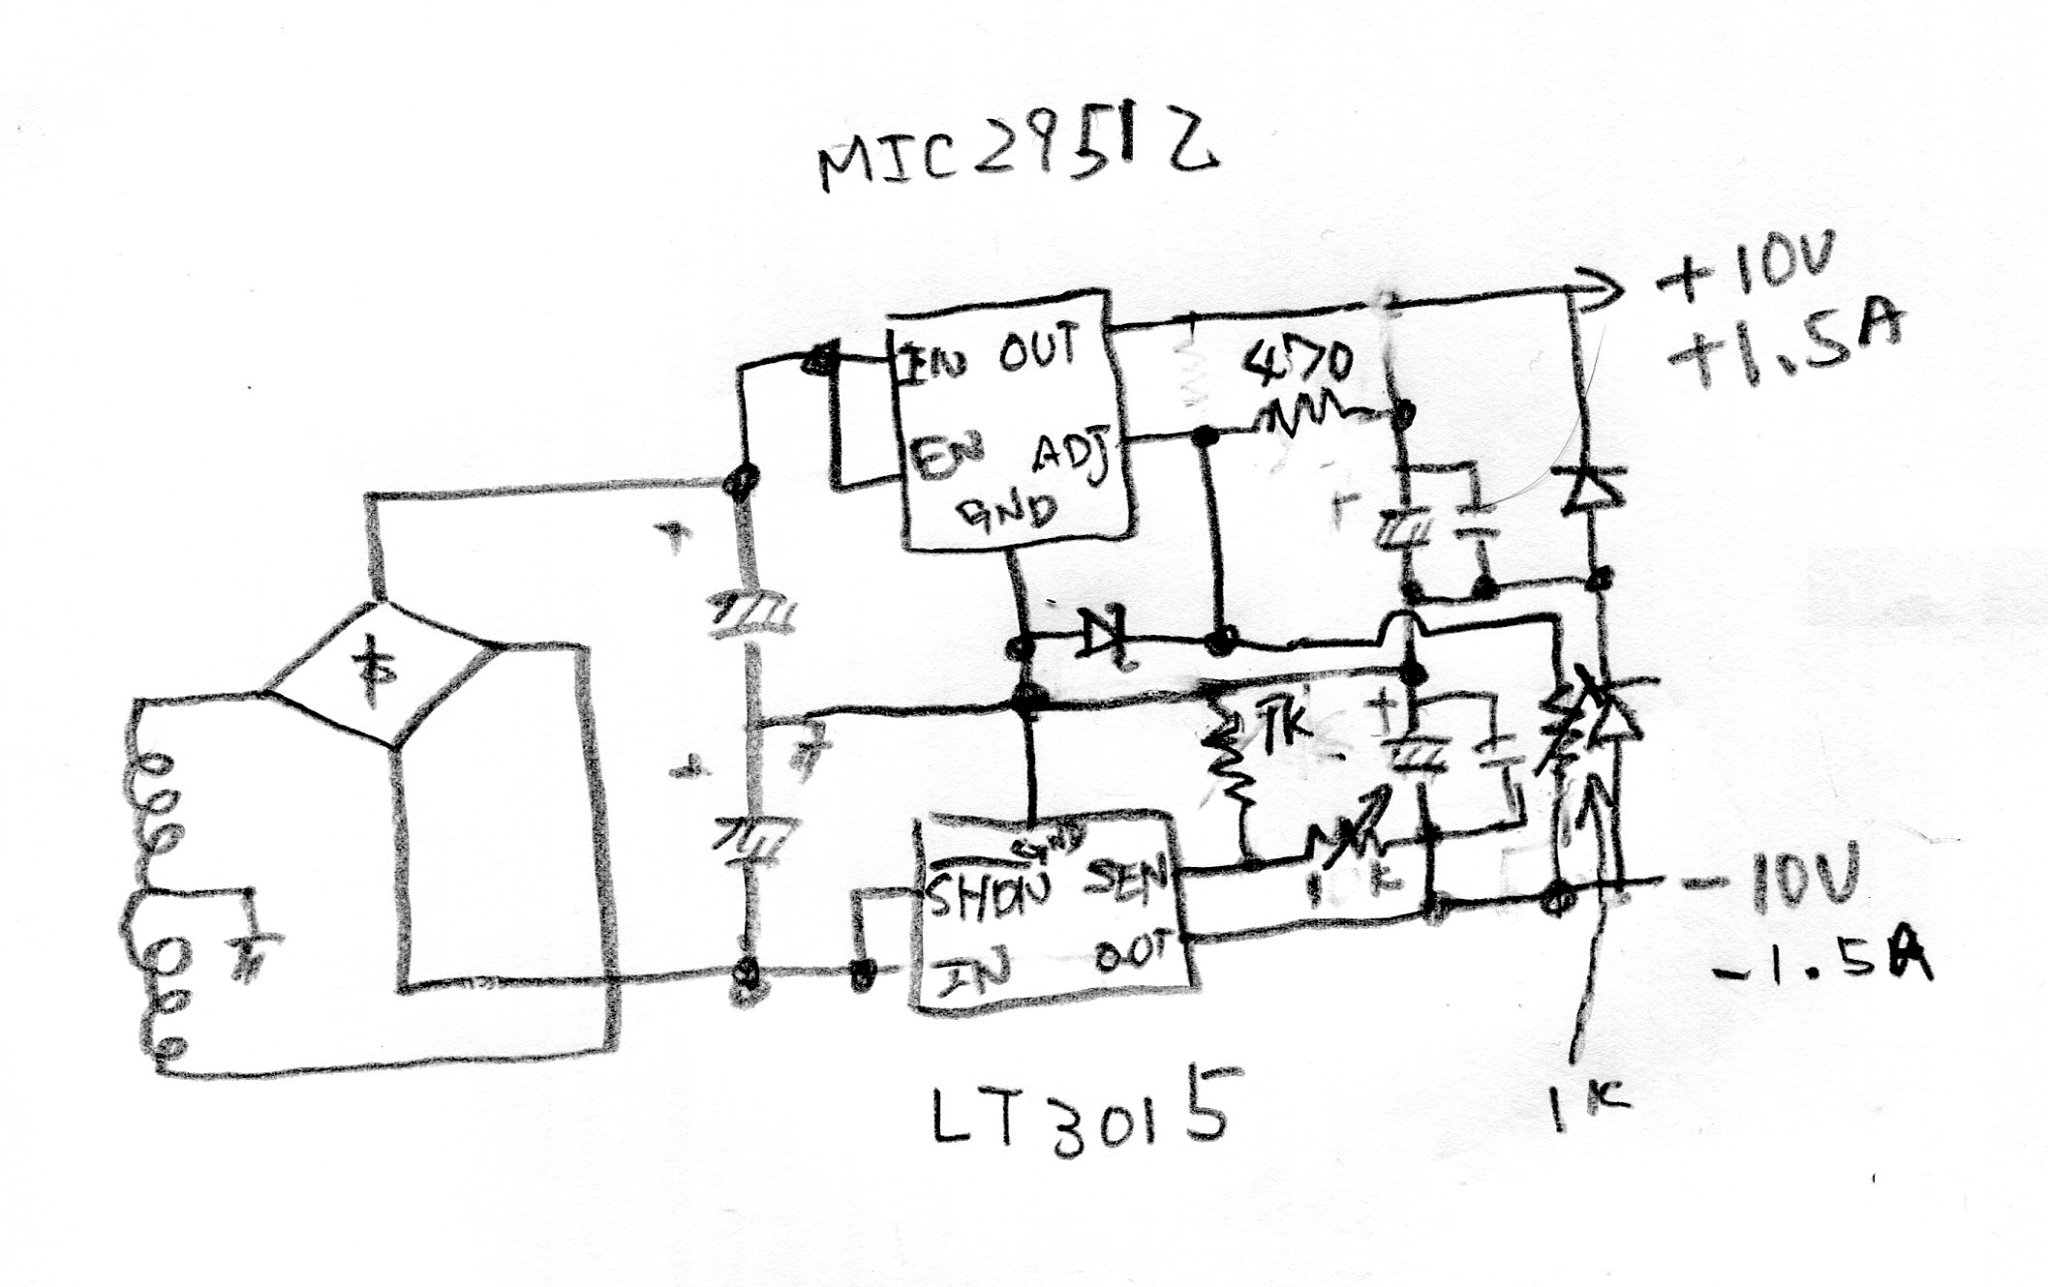 MIC29512
+10V
+1.5A
IN OUT
470
EN ADJ
GND
+
+
+
+
1K
GND
SHDN SEN
1K
IN OUT
-10V
-1.5A
LT3015
1K